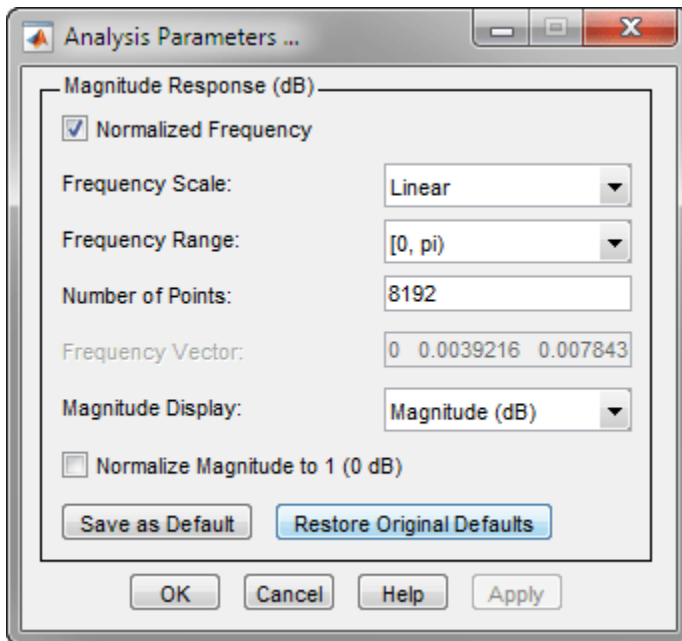 Analysis Parameters ...
Magnitude Response (dB)
Normalized Frequency
Frequency Scale: Linear
Frequency Range: [0, pi)
Number of Points: 8192
Frequency Vector: 0 0.0039216 0.007843
Magnitude Display: Magnitude (dB)
Normalize Magnitude to 1 (0 dB)
Save as Default Restore Original Defaults
OK Cancel Help Apply